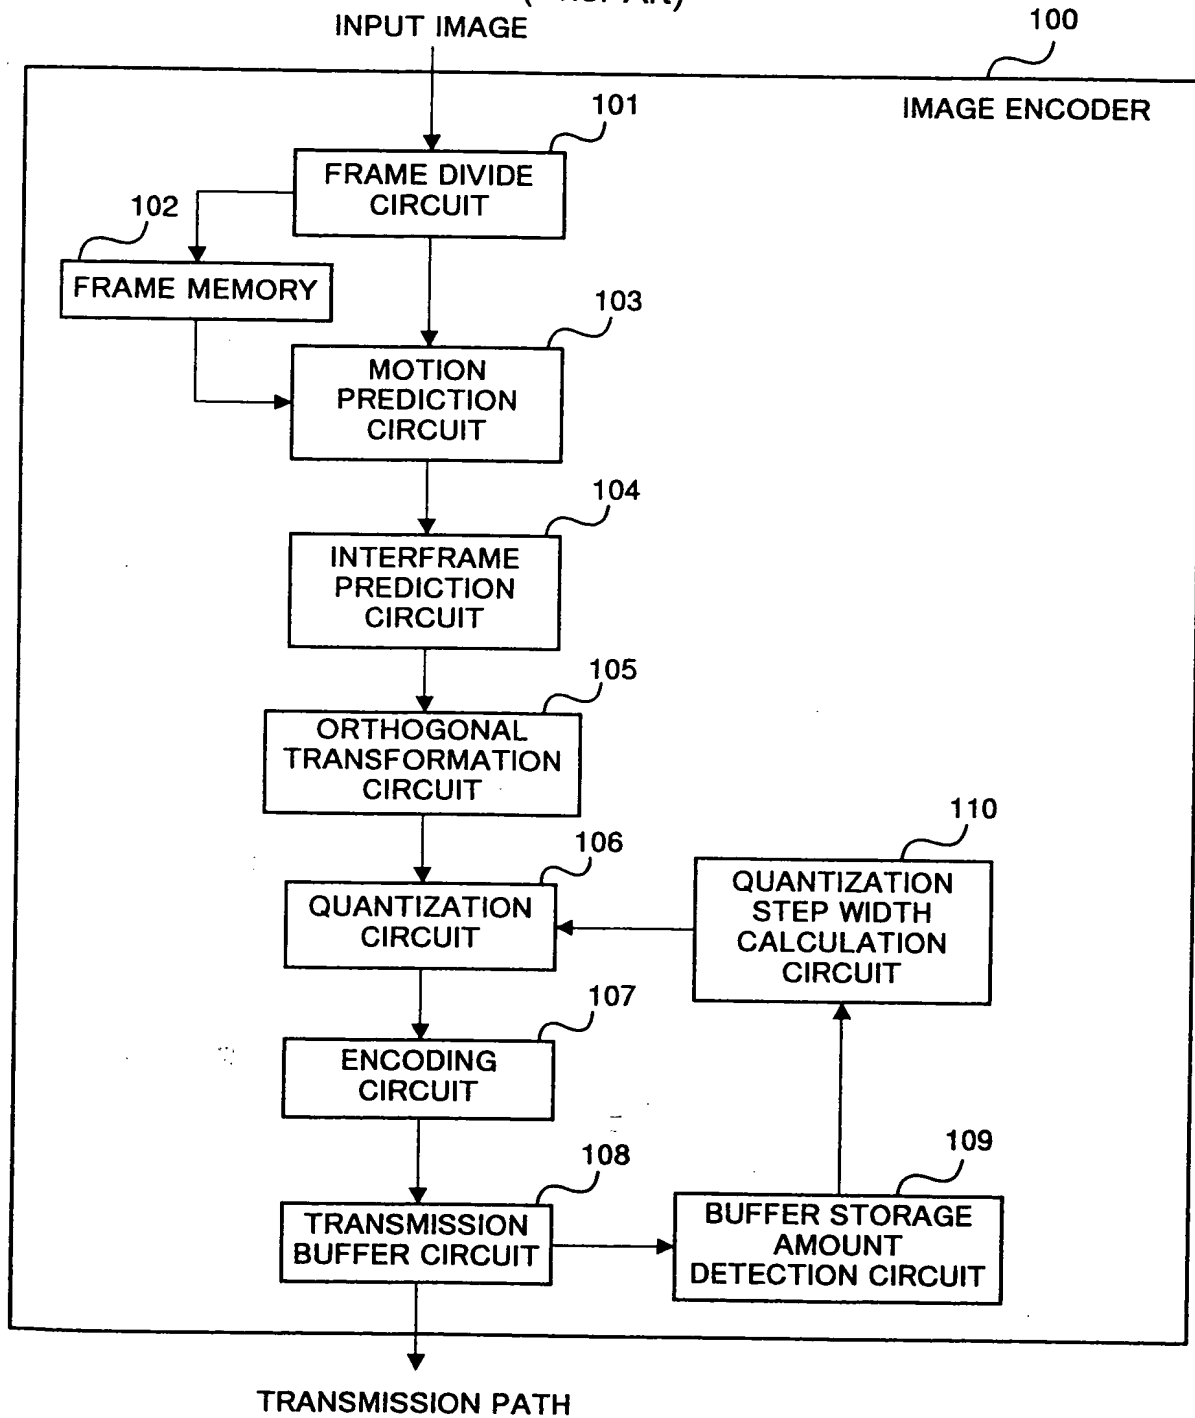 INPUT IMAGE
100
IMAGE ENCODER
101
FRAME DIVIDE
CIRCUIT
102
FRAME MEMORY
103
MOTION
PREDICTION
CIRCUIT
104
INTERFRAME
PREDICTION
CIRCUIT
105
ORTHOGONAL
TRANSFORMATION
CIRCUIT
106
QUANTIZATION
CIRCUIT
110
QUANTIZATION
STEP WIDTH
CALCULATION
CIRCUIT
107
ENCODING
CIRCUIT
108
TRANSMISSION
BUFFER CIRCUIT
109
BUFFER STORAGE
AMOUNT
DETECTION CIRCUIT
TRANSMISSION PATH